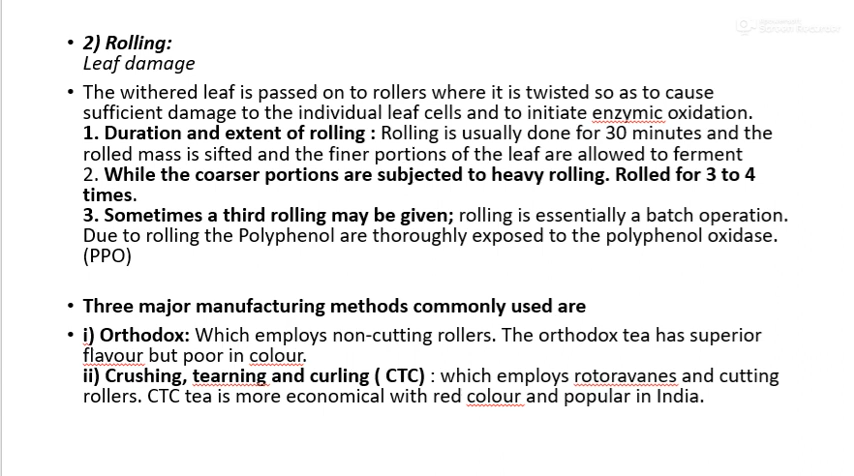 • 2) Rolling:
Leaf damage
• The withered leaf is passed on to rollers where it is twisted so as to cause
sufficient damage to the individual leaf cells and to initiate enzymic oxidation.
1. Duration and extent of rolling : Rolling is usually done for 30 minutes and the
rolled mass is sifted and the finer portions of the leaf are allowed to ferment
2. While the coarser portions are subjected to heavy rolling. Rolled for 3 to 4
times.
3. Sometimes a third rolling may be given; rolling is essentially a batch operation.
Due to rolling the Polyphenol are thoroughly exposed to the polyphenol oxidase.
(PPO)
• Three major manufacturing methods commonly used are
• i) Orthodox: Which employs non-cutting rollers. The orthodox tea has superior
flavour but poor in colour.
ii) Crushing, tearning and curling ( CTC) : which employs rotoravanes and cutting
rollers. CTC tea is more economical with red colour and popular in India.